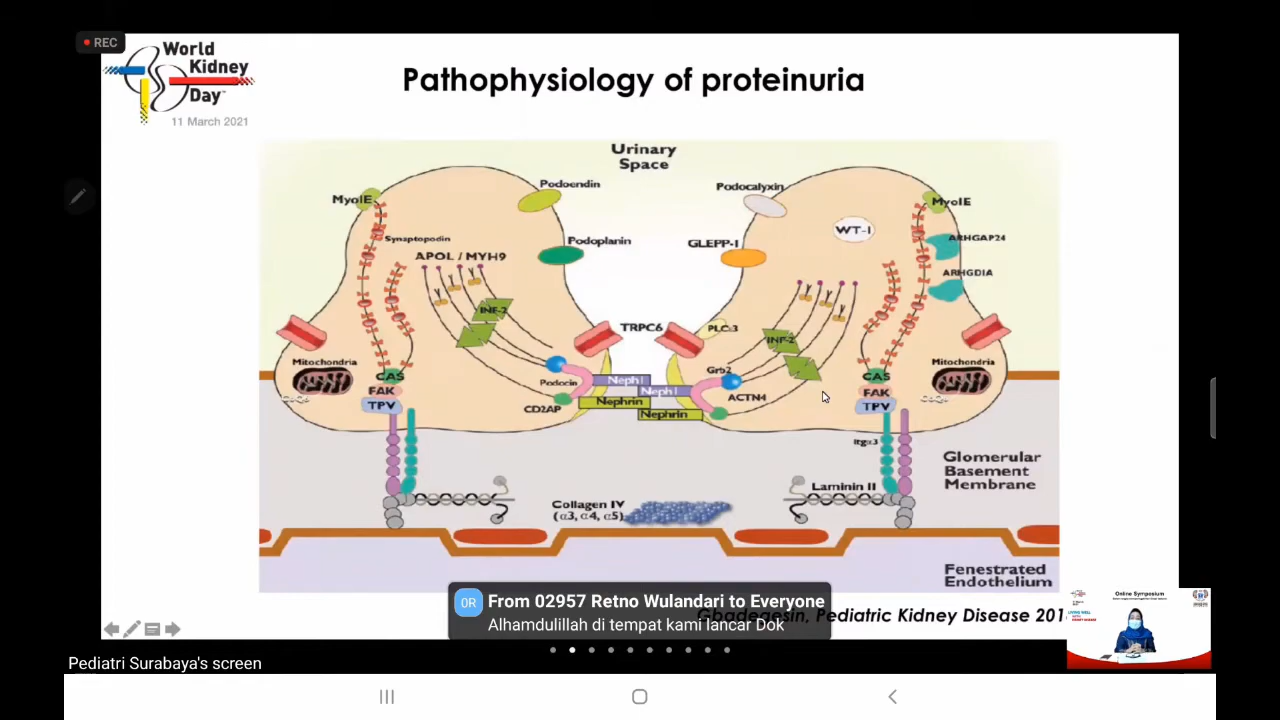 REC
World
Kidney
Day
11 March 2021
Pathophysiology of proteinuria
Urinary
Space
MyoIE
Podoendin
Podocalyxin
MyoIE
Synaptopodin
APOL / MYH9
Podoplanin
GLEPP-1
WT-1
ARHGAP24
ARHGDIA
INF-2
TRPC6
PLC-3
INF-2
Mitochondria
Mitochondria
CAS
FAK
TPV
Podocin
CD2AP
Neph1
Neph1
Nephrin
Nephrin
Grb2
ACTN4
CAS
FAK
TPV
Itgα3
Glomerular
Basement
Membrane
Laminin II
Collagen IV
(α3, α4, α5)
Fenestrated
Endothelium
OR
From 02957 Retno Wulandari to Everyone
Alhamdulillah di tempat kami lancar Dok
Pediatric Kidney Disease 201
Online Symposium
Pediatri Surabaya's screen